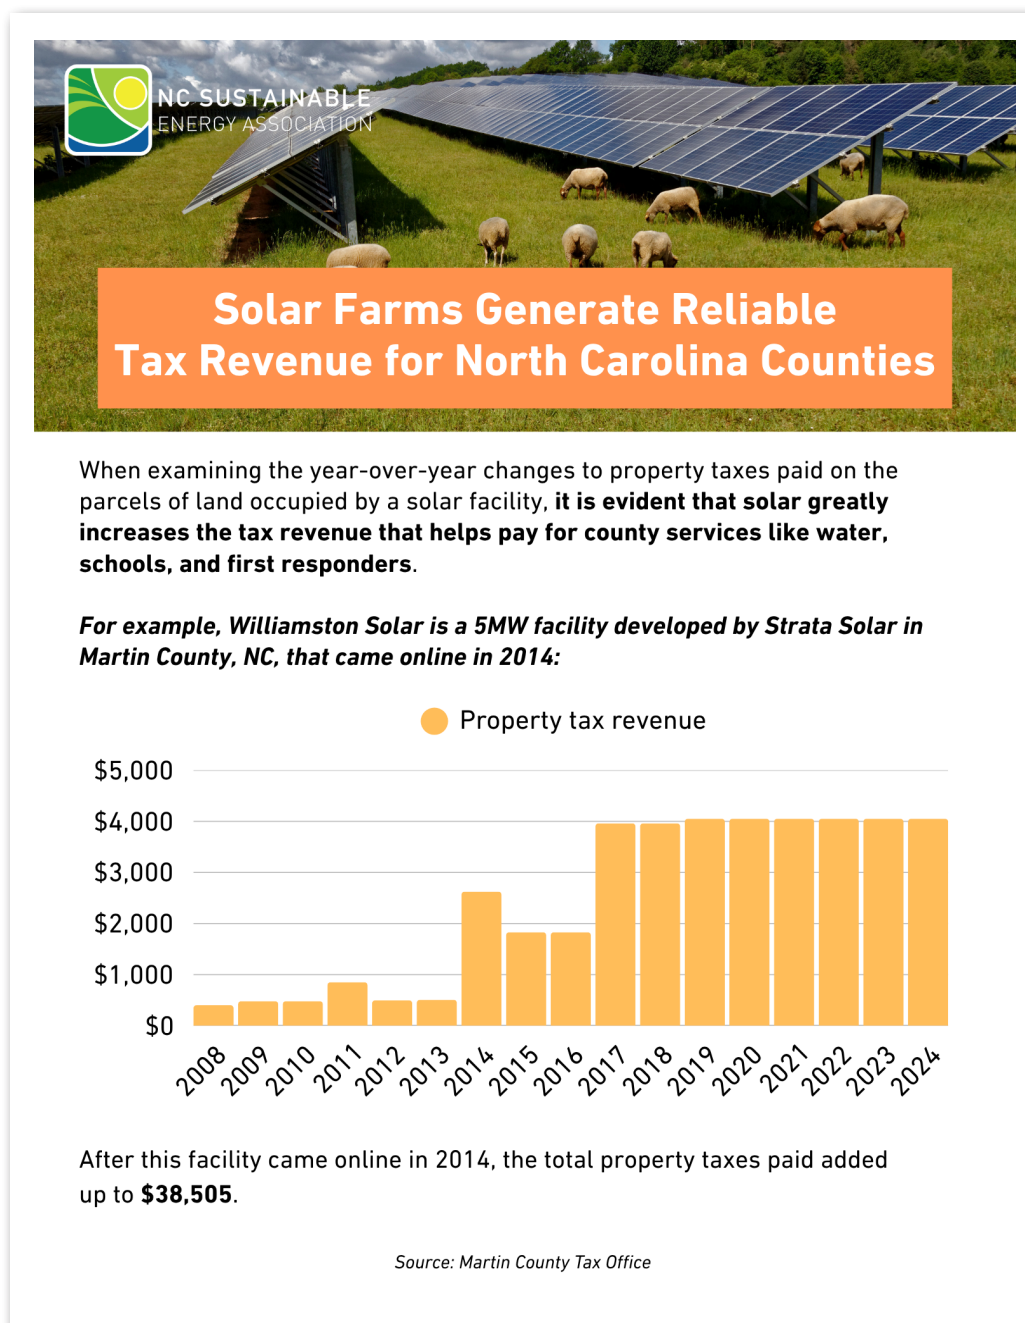 NC SUSTAINABLE
ENERGY ASSOCIATION
Solar Farms Generate Reliable
Tax Revenue for North Carolina Counties
When examining the year-over-year changes to property taxes paid on the
parcels of land occupied by a solar facility, it is evident that solar greatly
increases the tax revenue that helps pay for county services like water,
schools, and first responders.
For example, Williamston Solar is a 5MW facility developed by Strata Solar in
Martin County, NC, that came online in 2014:
Property tax revenue
$5,000
$4,000
$3,000
$2,000
$1,000
$0
2008 2009 2010 2011 2012 2013 2014 2015 2016 2017 2018 2019 2020 2021 2022 2023 2024
After this facility came online in 2014, the total property taxes paid added
up to $38,505.
Source: Martin County Tax Office